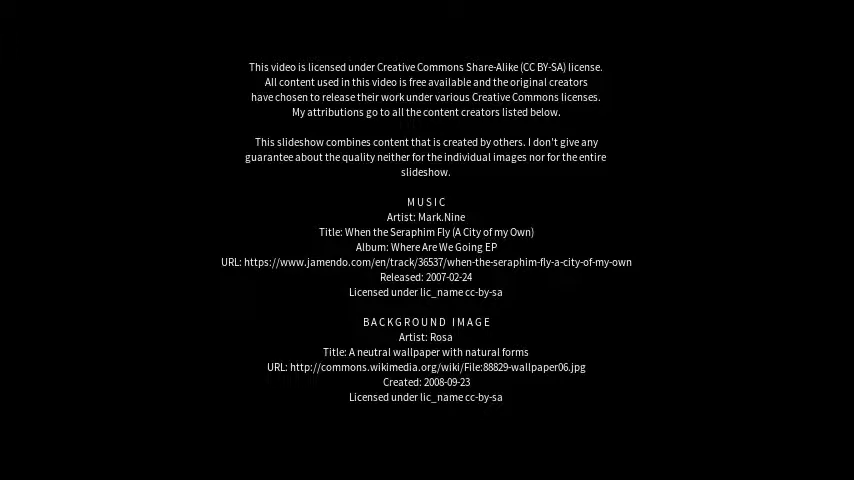 This video is licensed under Creative Commons Share-Alike (CC BY-SA) license.
All content used in this video is free available and the original creators
have chosen to release their work under various Creative Commons licenses.
My attributions go to all the content creators listed below.
This slideshow combines content that is created by others. I don't give any
guarantee about the quality neither for the individual images nor for the entire
slideshow.
MUSIC
Artist: Mark.Nine
Title: When the Seraphim Fly (A City of my Own)
Album: Where Are We Going EP
URL: https://www.jamendo.com/en/track/36537/when-the-seraphim-fly-a-city-of-my-own
Released: 2007-02-24
Licensed under lic_name cc-by-sa
BACKGROUND IMAGE
Artist: Rosa
Title: A neutral wallpaper with natural forms
URL: http://commons.wikimedia.org/wiki/File:88829-wallpaper06.jpg
Created: 2008-09-23
Licensed under lic_name cc-by-sa